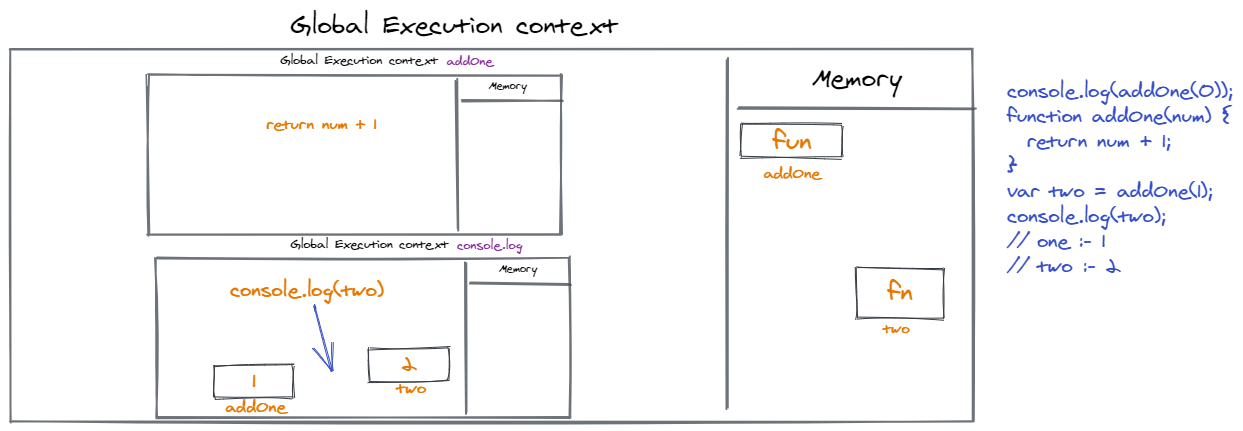 Global Execution context
Global Execution context addOne
Memory
return num + 1
Global Execution context console.log
Memory
console.log(two)
1
addOne
2
two
Memory
fun
addOne
fn
two
console.log(addOne(0));
function addOne(num) {
return num + 1;
}
var two = addOne(1);
console.log(two);
// one :- 1
// two :- 2